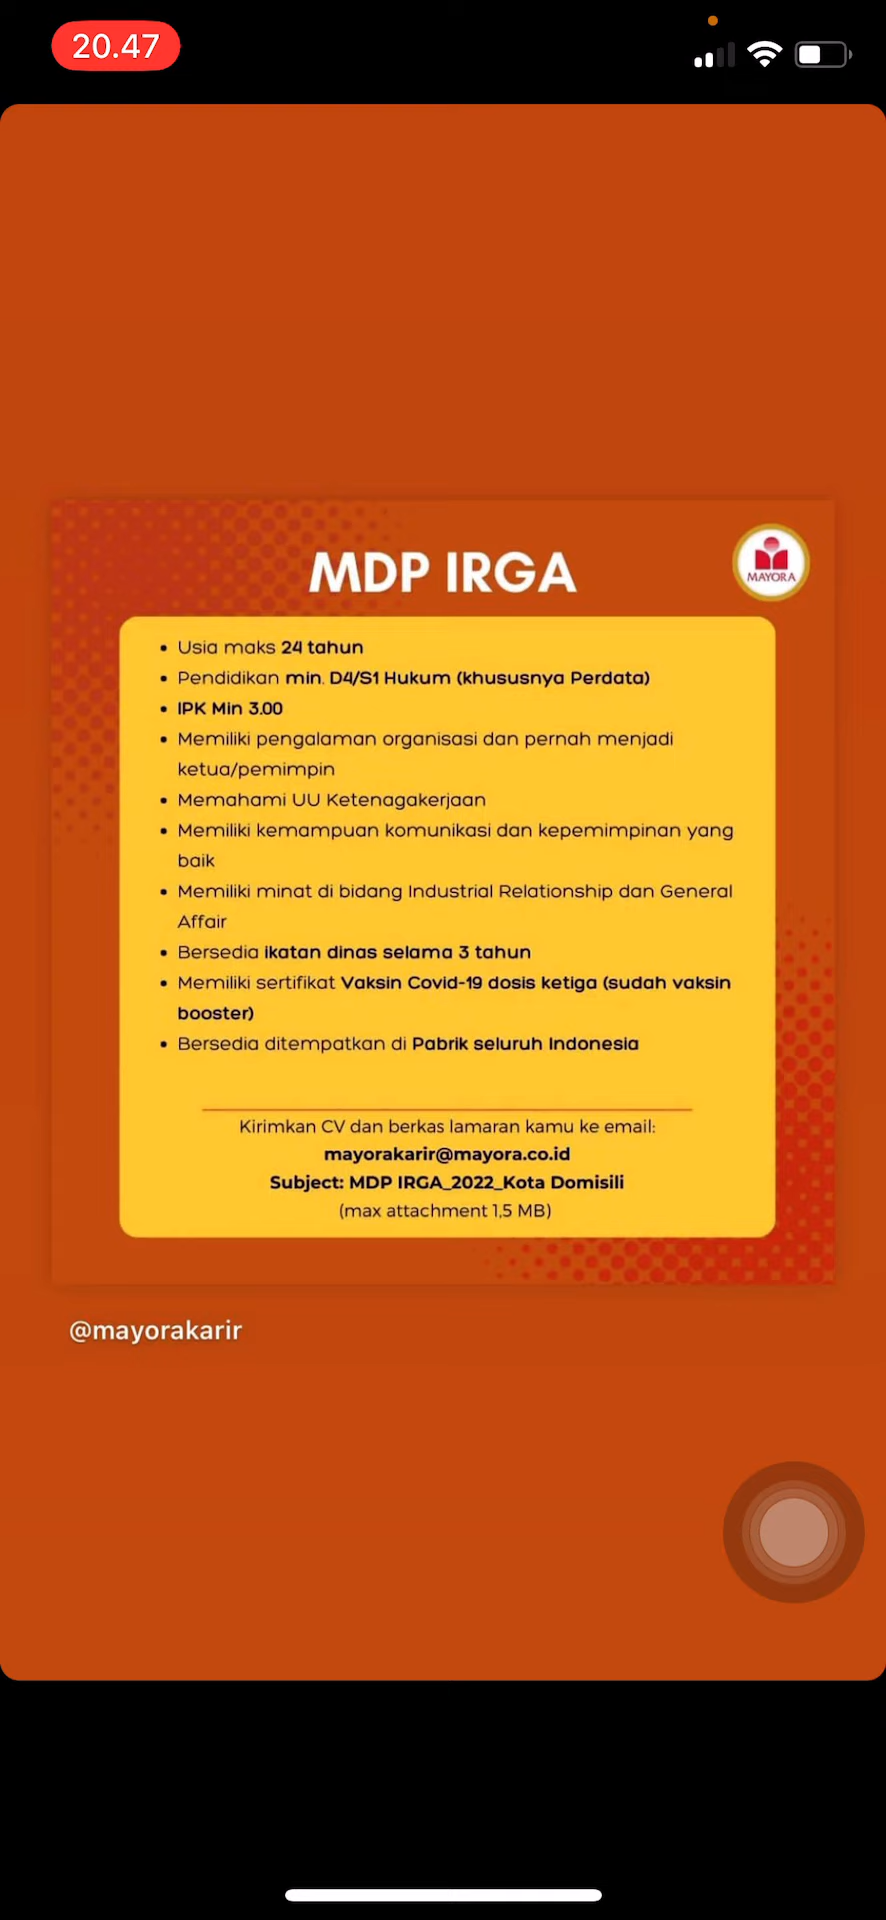 20.47
MDP IRGA
MAYORA
• Usia maks 24 tahun
• Pendidikan min. D4/S1 Hukum (khususnya Perdata)
• IPK Min 3.00
• Memiliki pengalaman organisasi dan pernah menjadi
ketua/pemimpin
• Memahami UU Ketenagakerjaan
• Memiliki kemampuan komunikasi dan kepemimpinan yang
baik
• Memiliki minat di bidang Industrial Relationship dan General
Affair
• Bersedia ikatan dinas selama 3 tahun
• Memiliki sertifikat Vaksin Covid-19 dosis ketiga (sudah vaksin
booster)
• Bersedia ditempatkan di Pabrik seluruh Indonesia
Kirimkan CV dan berkas lamaran kamu ke email:
mayorakarir@mayora.co.id
Subject: MDP IRGA_2022_Kota Domisili
(max attachment 1,5 MB)
@mayorakarir